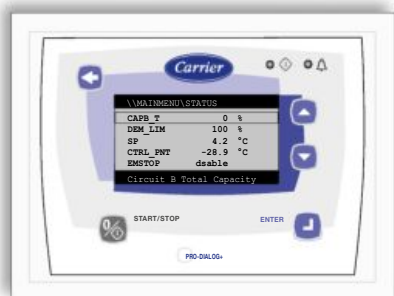 Carrier
\\MAINMENU\STATUS
CAPB_T 0 %
DEM_LIM 100 %
SP 4.2 °C
CTRL_PNT -28.9 °C
EMSTOP dsable
Circuit B Total Capacity
START/STOP
ENTER
PRO-DIALOG+